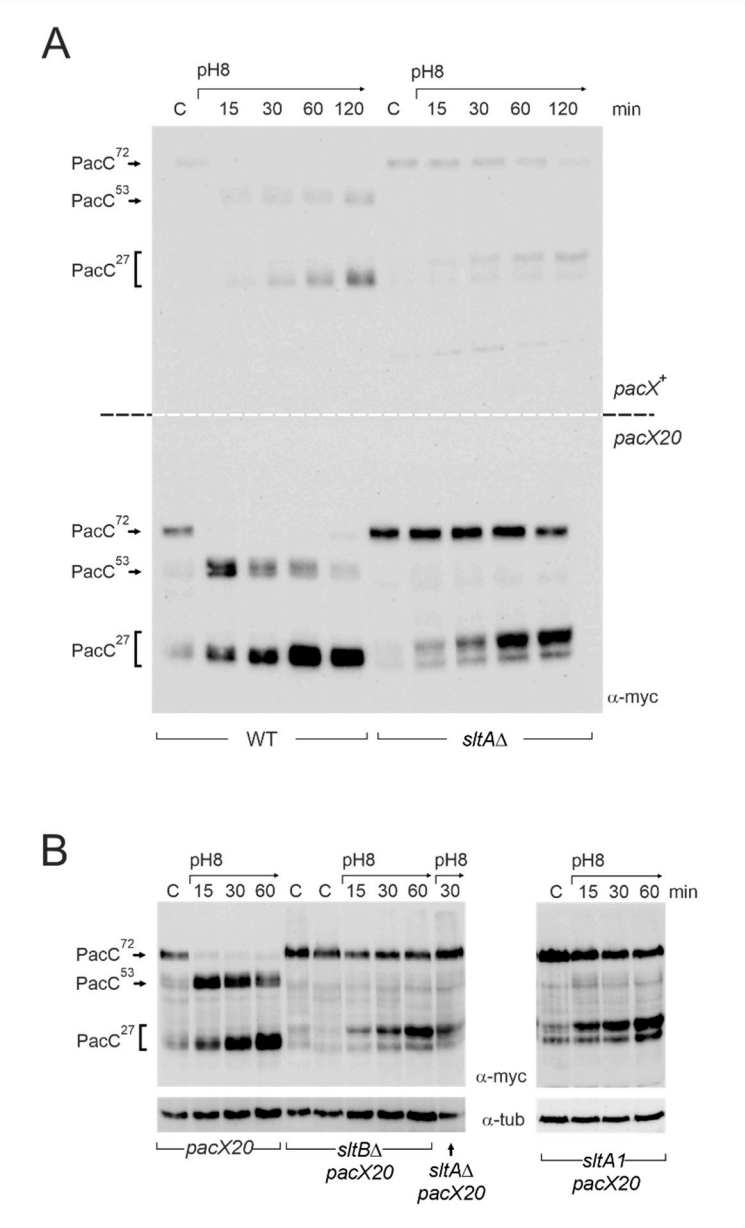 A
pH8 pH8
C 15 30 60 120 C 15 30 60 120 min
PacC72
PacC53
PacC27
pacX+
pacX20
PacC72
PacC53
PacC27
α-myc
WT sltAΔ
B
pH8 pH8 pH8 pH8
C 15 30 60 C C 15 30 60 30 C 15 30 60 min
PacC72
PacC53
PacC27
α-myc
α-tub
pacX20 sltBΔ pacX20 sltAΔ pacX20 sltA1 pacX20